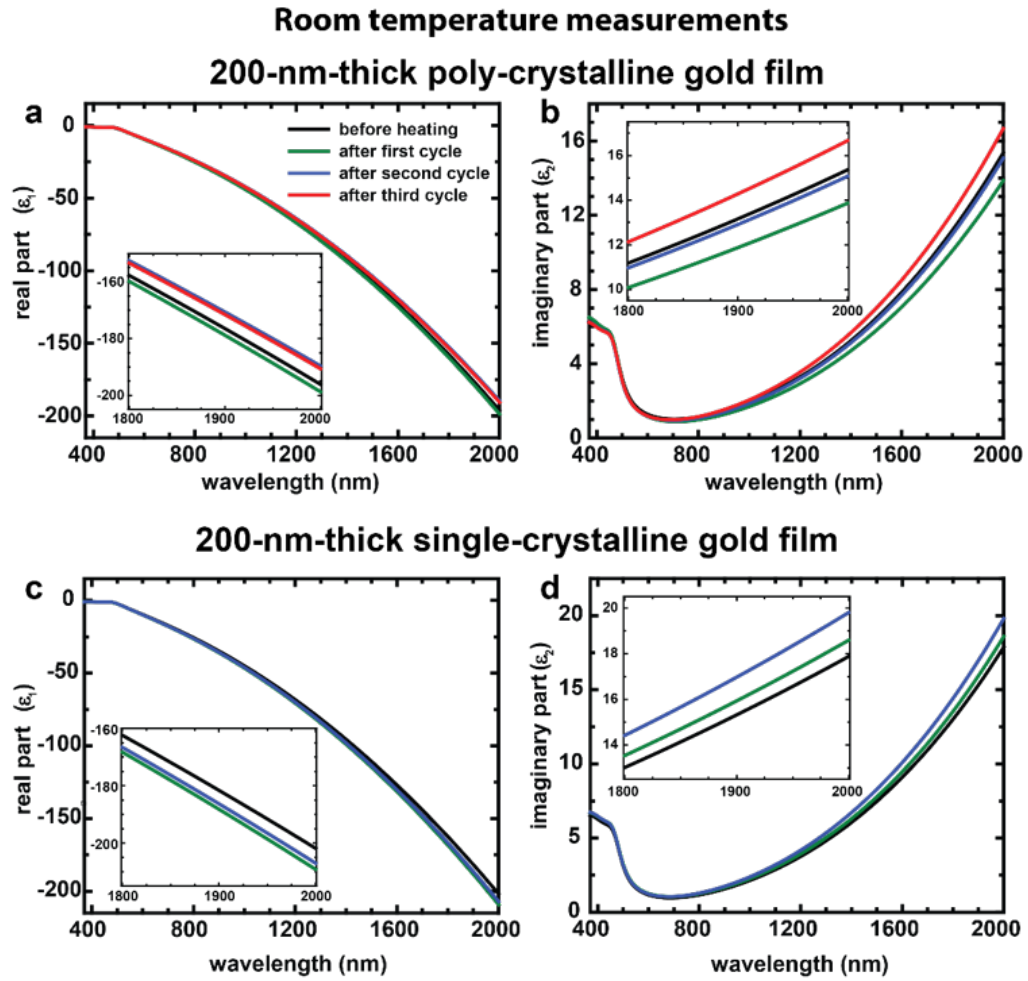 Room temperature measurements
200-nm-thick poly-crystalline gold film
a
0
-50
-100
-150
-200
real part (ε₁)
before heating
after first cycle
after second cycle
after third cycle
-160
-180
-200
1800 1900 2000
400 800 1200 1600 2000
wavelength (nm)
b
16
12
8
4
0
imaginary part (ε₂)
16
14
12
10
1800 1900 2000
400 800 1200 1600 2000
wavelength (nm)
200-nm-thick single-crystalline gold film
c
0
-50
-100
-150
-200
real part (ε₁)
-160
-180
-200
1800 1900 2000
400 800 1200 1600 2000
wavelength (nm)
d
20
15
10
5
0
imaginary part (ε₂)
20
18
16
14
1800 1900 2000
400 800 1200 1600 2000
wavelength (nm)